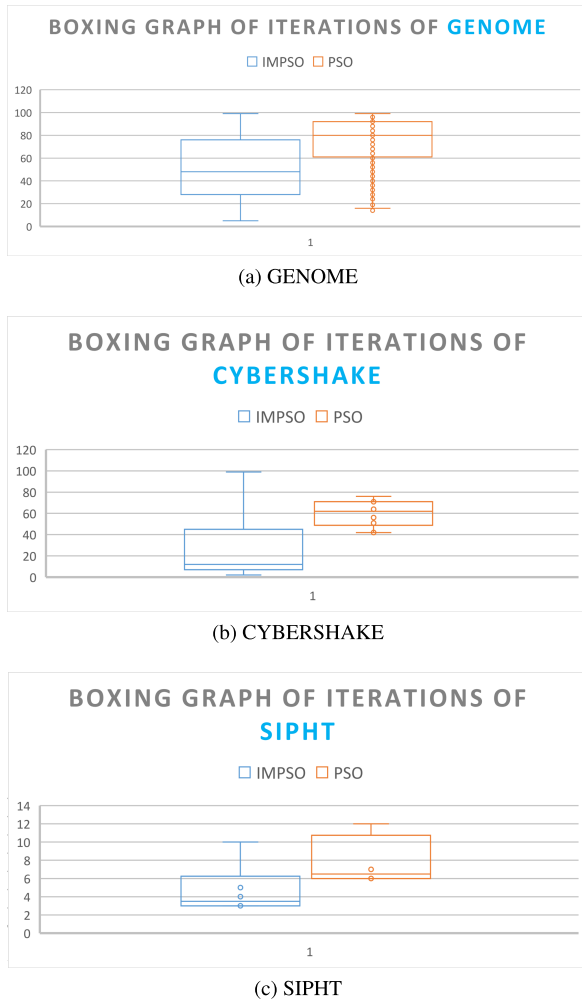 BOXING GRAPH OF ITERATIONS OF GENOME
IMPSO PSO
120
100
80
60
40
20
0
1
(a) GENOME
BOXING GRAPH OF ITERATIONS OF
CYBERSHAKE
IMPSO PSO
120
100
80
60
40
20
0
1
(b) CYBERSHAKE
BOXING GRAPH OF ITERATIONS OF
SIPHT
IMPSO PSO
14
12
10
8
6
4
2
0
1
(c) SIPHT